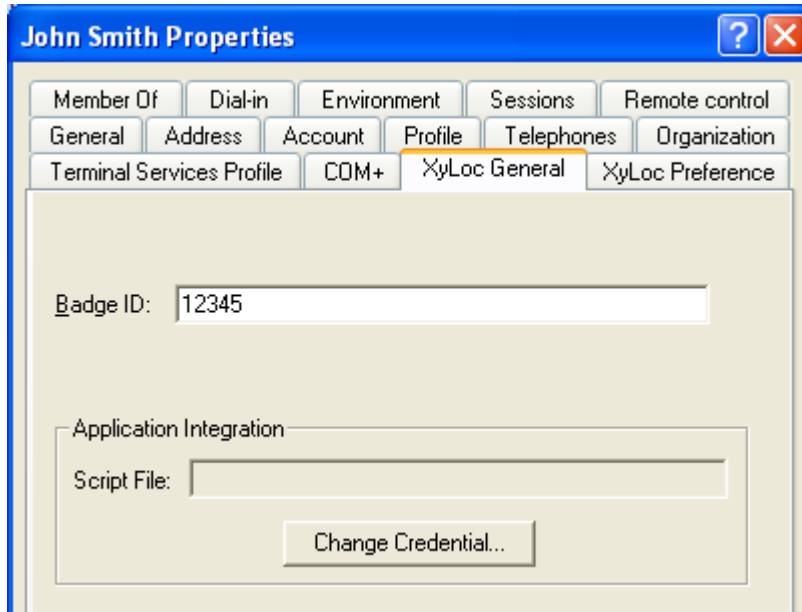 John Smith Properties
Member Of Dial-in Environment Sessions Remote control
General Address Account Profile Telephones Organization
Terminal Services Profile COM+ XyLoc General XyLoc Preference
Badge ID: 12345
Application Integration
Script File:
Change Credential...